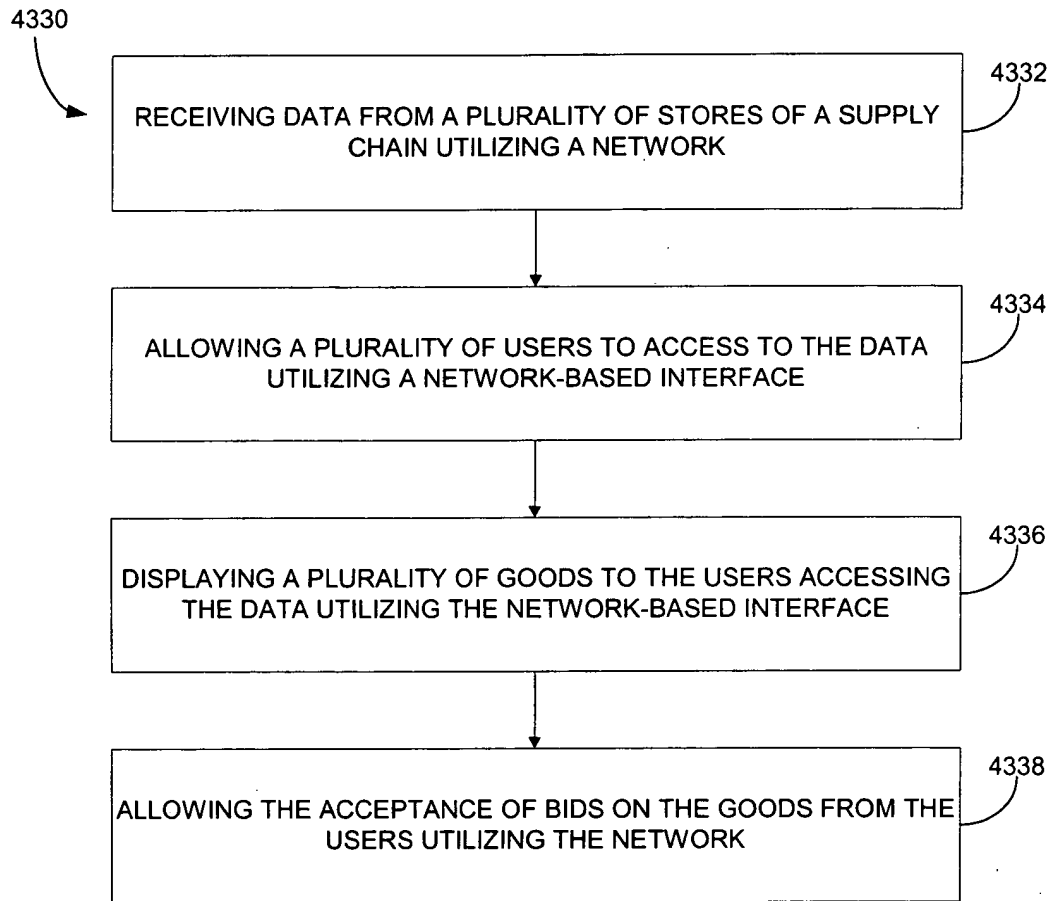 4330
4332
RECEIVING DATA FROM A PLURALITY OF STORES OF A SUPPLY
CHAIN UTILIZING A NETWORK
4334
ALLOWING A PLURALITY OF USERS TO ACCESS TO THE DATA
UTILIZING A NETWORK-BASED INTERFACE
4336
DISPLAYING A PLURALITY OF GOODS TO THE USERS ACCESSING
THE DATA UTILIZING THE NETWORK-BASED INTERFACE
4338
ALLOWING THE ACCEPTANCE OF BIDS ON THE GOODS FROM THE
USERS UTILIZING THE NETWORK